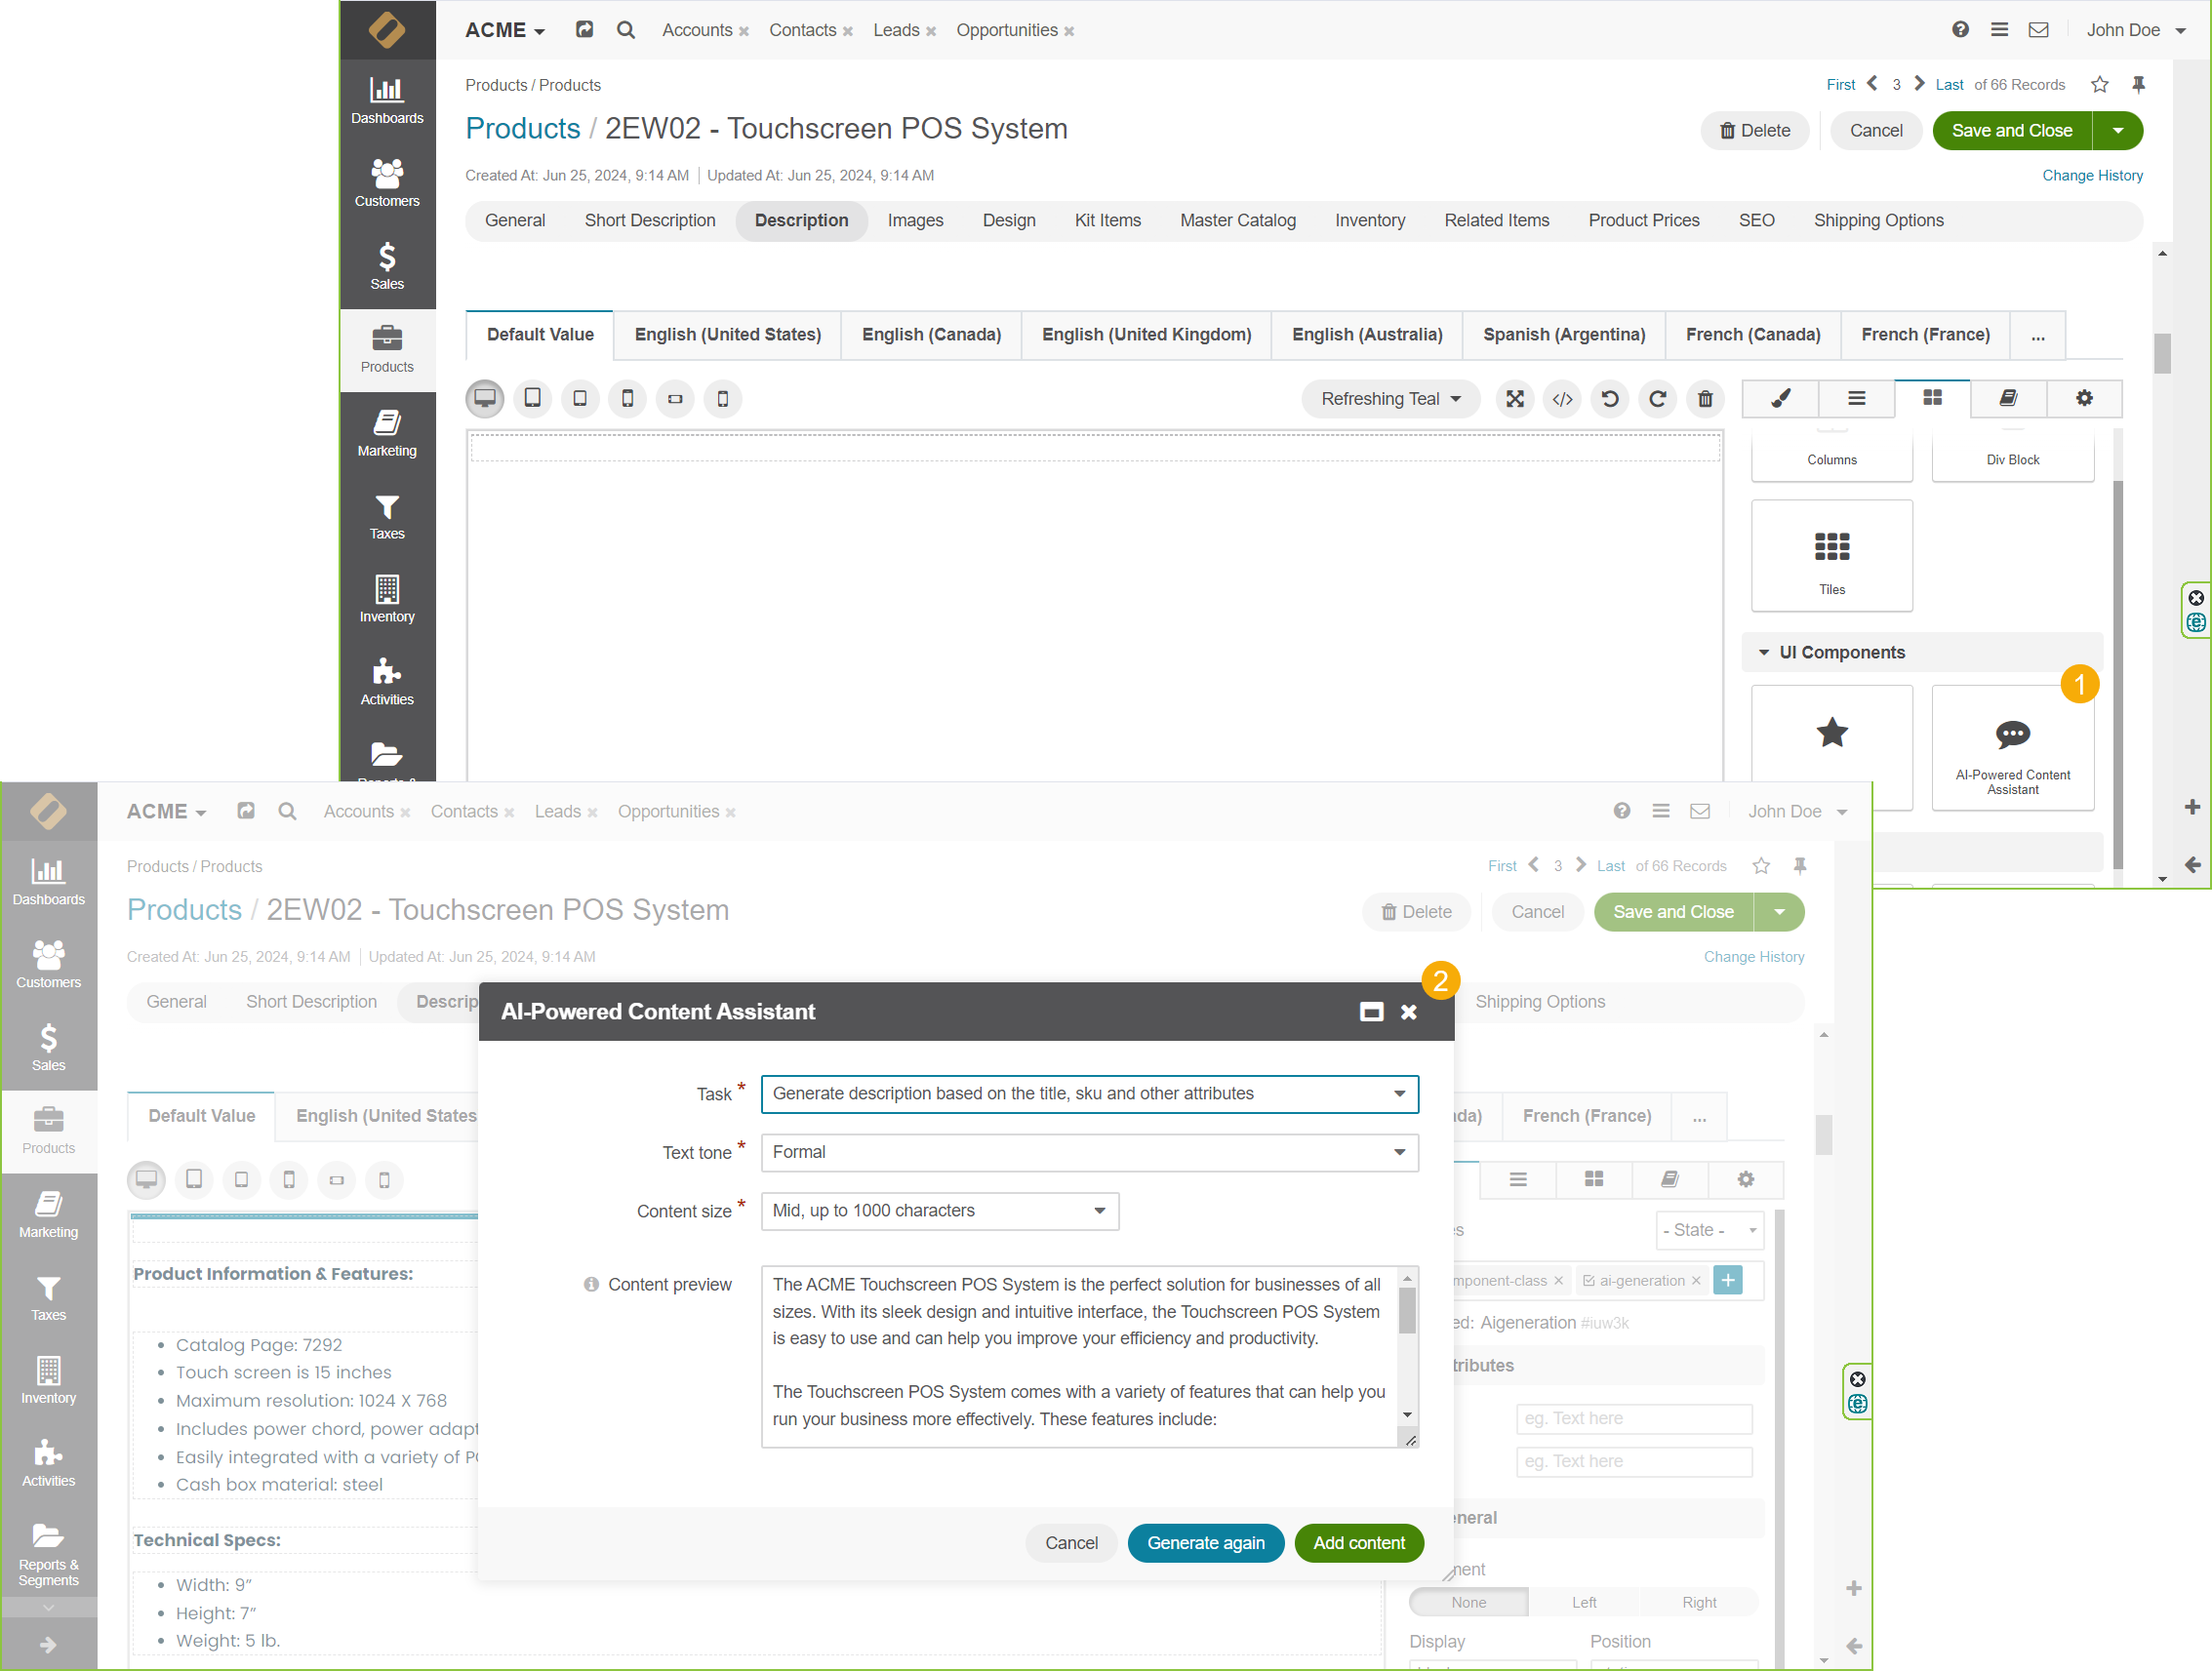 ACME
Accounts
Contacts
Leads
Opportunities
John Doe
Dashboards
Customers
Sales
Products
Marketing
Taxes
Inventory
Activities
Products / Products
First 3 Last of 66 Records
Products / 2EW02 - Touchscreen POS System
Delete
Cancel
Save and Close
Created At: Jun 25, 2024, 9:14 AM
Updated At: Jun 25, 2024, 9:14 AM
Change History
General
Short Description
Description
Images
Design
Kit Items
Master Catalog
Inventory
Related Items
Product Prices
SEO
Shipping Options
Default Value
English (United States)
English (Canada)
English (United Kingdom)
English (Australia)
Spanish (Argentina)
French (Canada)
French (France)
...
Refreshing Teal
Columns
Div Block
Tiles
UI Components
1
AI-Powered Content
Assistant
ACME
Accounts
Contacts
Leads
Opportunities
John Doe
Dashboards
Customers
Sales
Products
Marketing
Taxes
Inventory
Activities
Reports &
Segments
Products / Products
First 3 Last of 66 Records
Products / 2EW02 - Touchscreen POS System
Delete
Cancel
Save and Close
Created At: Jun 25, 2024, 9:14 AM
Updated At: Jun 25, 2024, 9:14 AM
Change History
General
Short Description
Descrip
Shipping Options
Default Value
English (United States
da)
French (France)
...
Product Information & Features:
Catalog Page: 7292
Touch screen is 15 inches
Maximum resolution: 1024 X 768
Includes power chord, power adapt
Easily integrated with a variety of P
Cash box material: steel
Technical Specs:
Width: 9”
Height: 7”
Weight: 5 lb.
2
AI-Powered Content Assistant
Task *
Generate description based on the title, sku and other attributes
Text tone *
Formal
Content size *
Mid, up to 1000 characters
Content preview
The ACME Touchscreen POS System is the perfect solution for businesses of all
sizes. With its sleek design and intuitive interface, the Touchscreen POS System
is easy to use and can help you improve your efficiency and productivity.
The Touchscreen POS System comes with a variety of features that can help you
run your business more effectively. These features include:
Cancel
Generate again
Add content
es
- State -
mponent-class
ai-generation
ed: Aigeneration #iuw3k
tributes
eg. Text here
eg. Text here
neral
ment
None
Left
Right
Display
Position